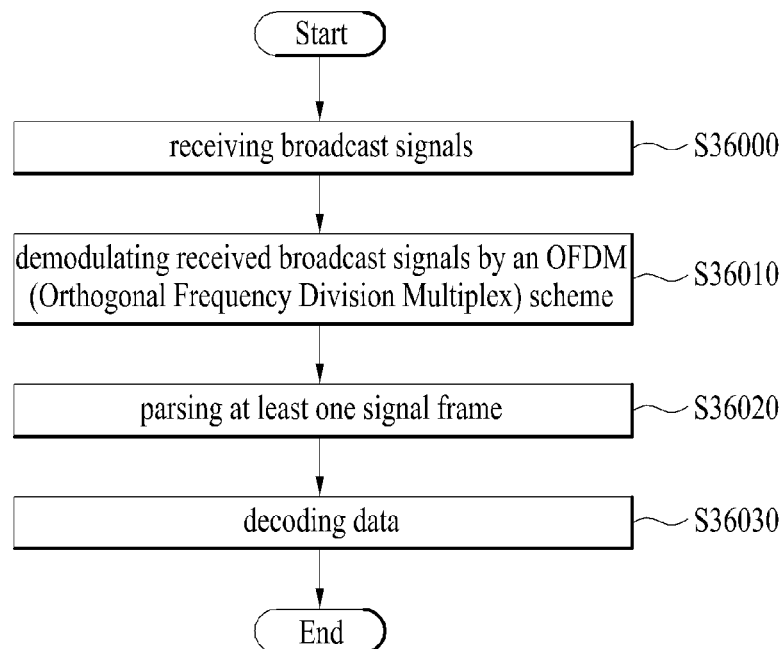 Start
receiving broadcast signals
S36000
demodulating received broadcast signals by an OFDM
(Orthogonal Frequency Division Multiplex) scheme
S36010
parsing at least one signal frame
S36020
decoding data
S36030
End